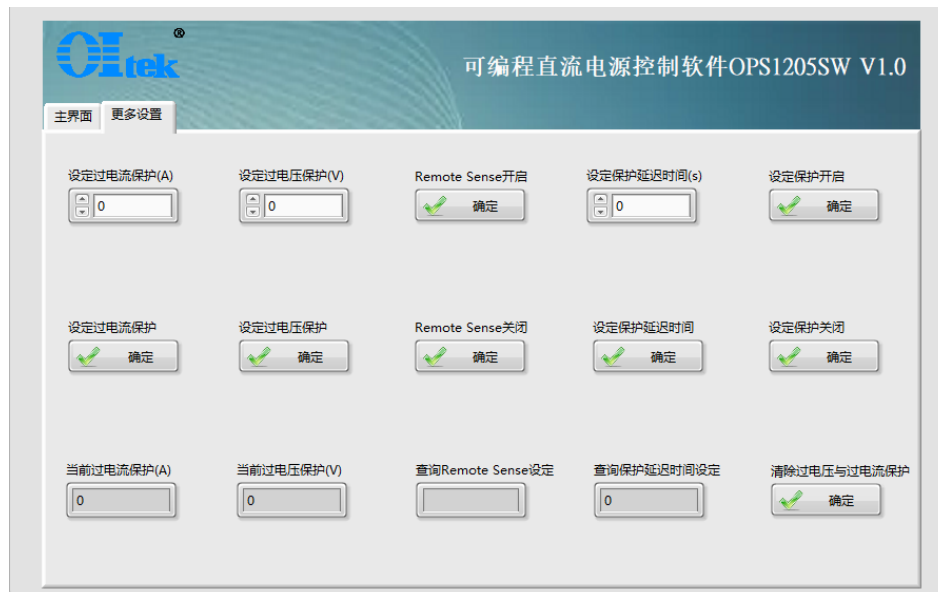 OItek®
可编程直流电源控制软件OPS1205SW V1.0
主界面 更多设置
设定过电流保护(A) 设定过电压保护(V) Remote Sense开启 设定保护延迟时间(s) 设定保护开启
0 0 确定 0 确定
设定过电流保护 设定过电压保护 Remote Sense关闭 设定保护延迟时间 设定保护关闭
确定 确定 确定 确定 确定
当前过电流保护(A) 当前过电压保护(V) 查询Remote Sense设定 查询保护延迟时间设定 清除过电压与过电流保护
0 0 0 确定